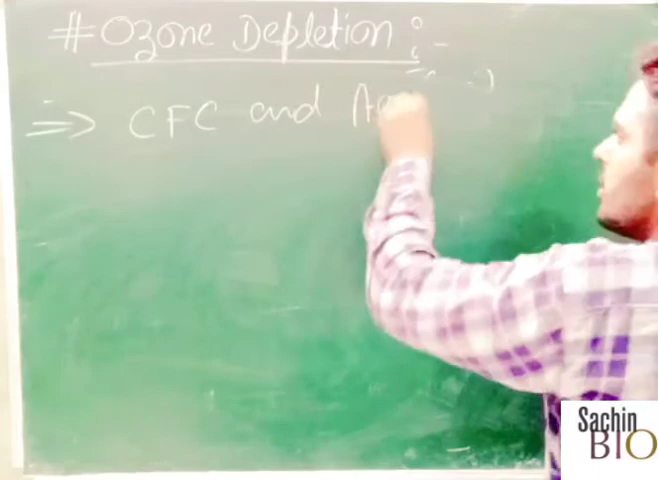 # Ozone Depletion :-
⇒ CFC and
Sachin
BIO